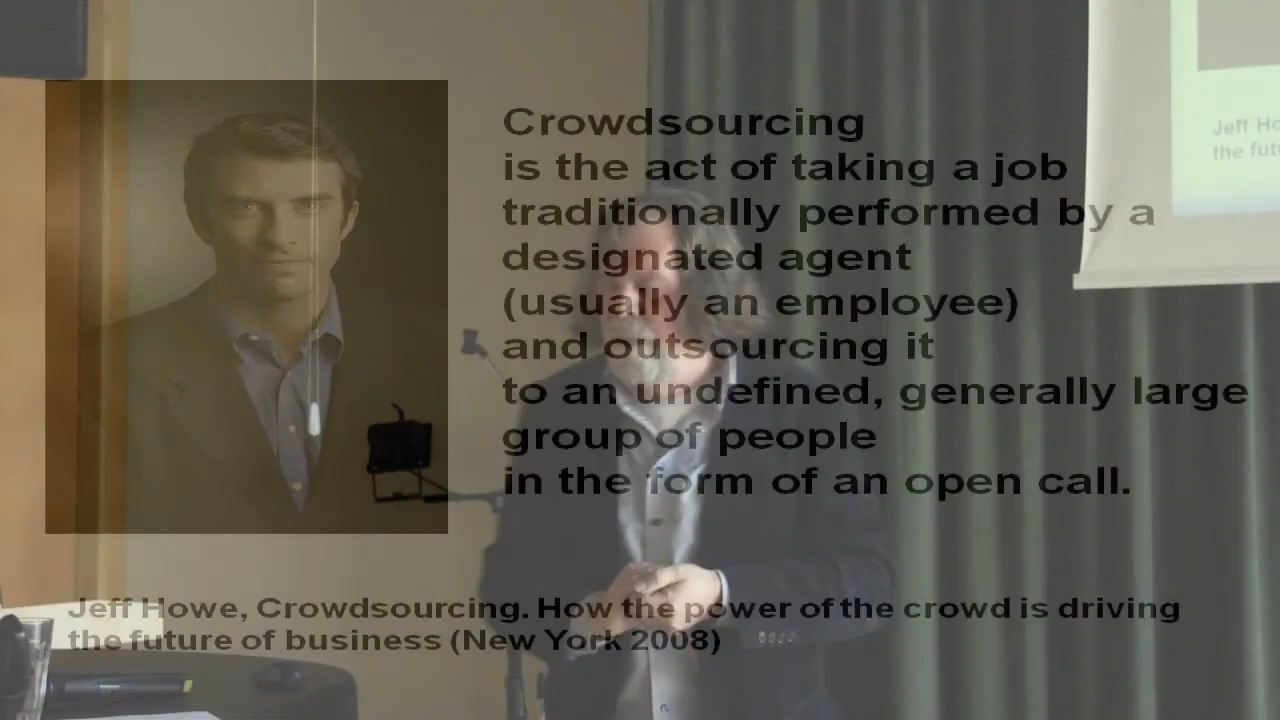 Crowdsourcing
is the act of taking a job
traditionally performed by a
designated agent
(usually an employee)
and outsourcing it
to an undefined, generally large
group of people
in the form of an open call.
Jeff Howe, Crowdsourcing. How the power of the crowd is driving
the future of business (New York 2008)
Jeff
the